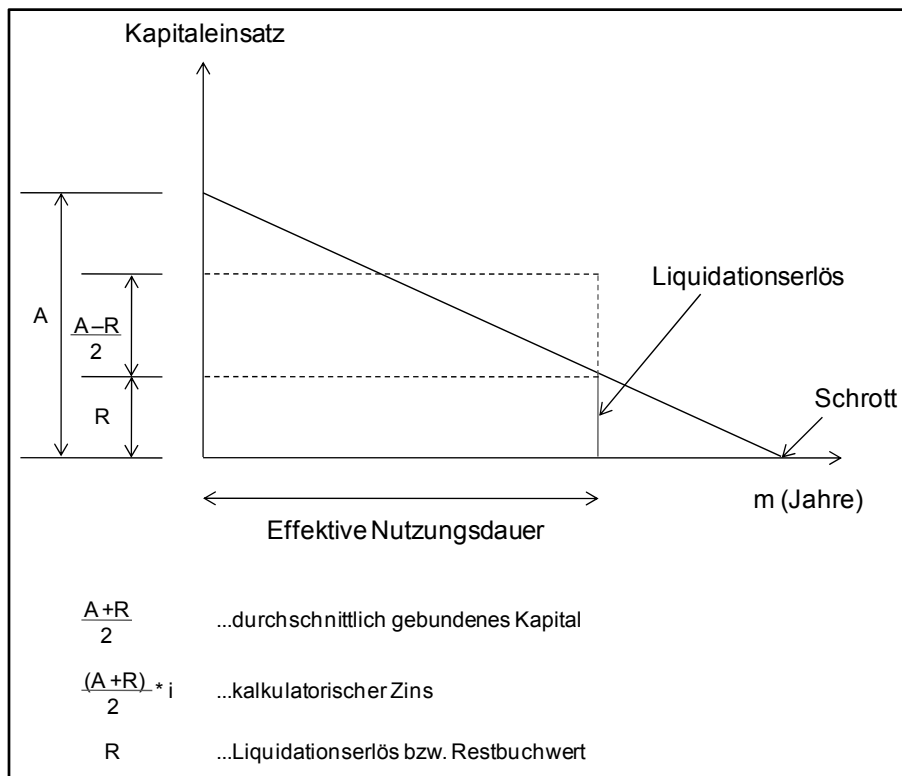 Kapitaleinsatz
A
A–R
2
R
Liquidationserlös
Schrott
m (Jahre)
Effektive Nutzungsdauer
A+R
2
...durchschnittlich gebundenes Kapital
(A+R) * i
2
...kalkulatorischer Zins
R ...Liquidationserlös bzw. Restbuchwert